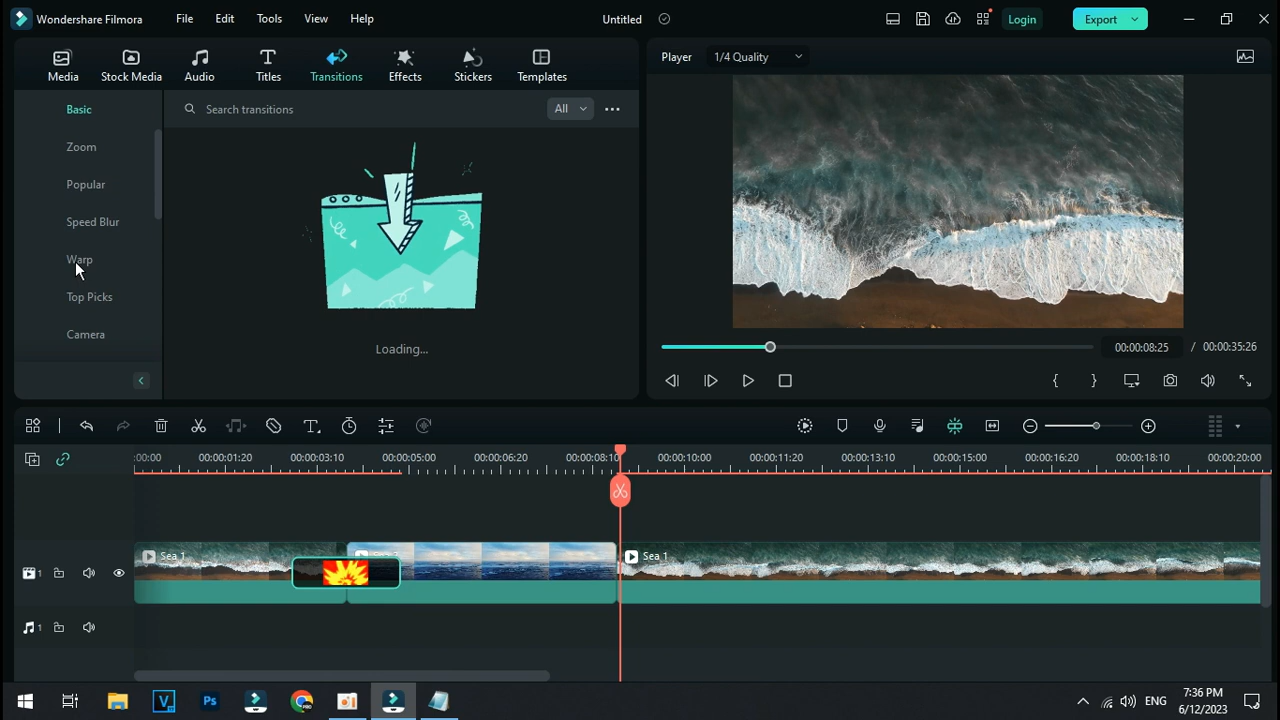 Wondershare Filmora File Edit Tools View Help Untitled Login Export
Media Stock Media Audio Titles Transitions Effects Stickers Templates
Player 1/4 Quality
Basic
Zoom
Popular
Speed Blur
Warp
Top Picks
Camera
Search transitions All
Loading...
00:00:08:25 / 00:00:35:26
:00:00 00:00:01:20 00:00:03:10 00:00:05:00 00:00:06:20 00:00:08:10 00:00:10:00 00:00:11:20 00:00:13:10 00:00:15:00 00:00:16:20 00:00:18:10 00:00:20:00
Sea 1 Sea 1
1
1
V Ps PRO ENG 7:36 PM
6/12/2023